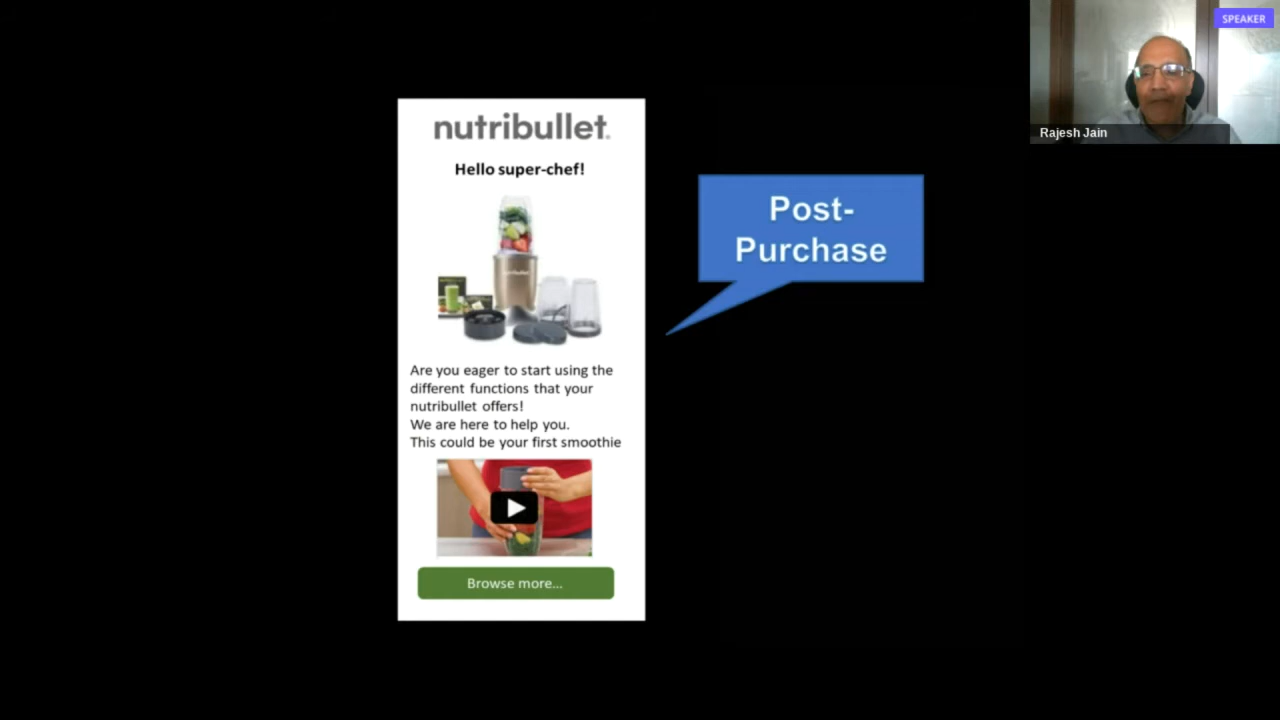 SPEAKER
Rajesh Jain
nutribullet.
Hello super-chef!
nutribullet
Post-
Purchase
Are you eager to start using the
different functions that your
nutribullet offers!
We are here to help you.
This could be your first smoothie
Browse more...